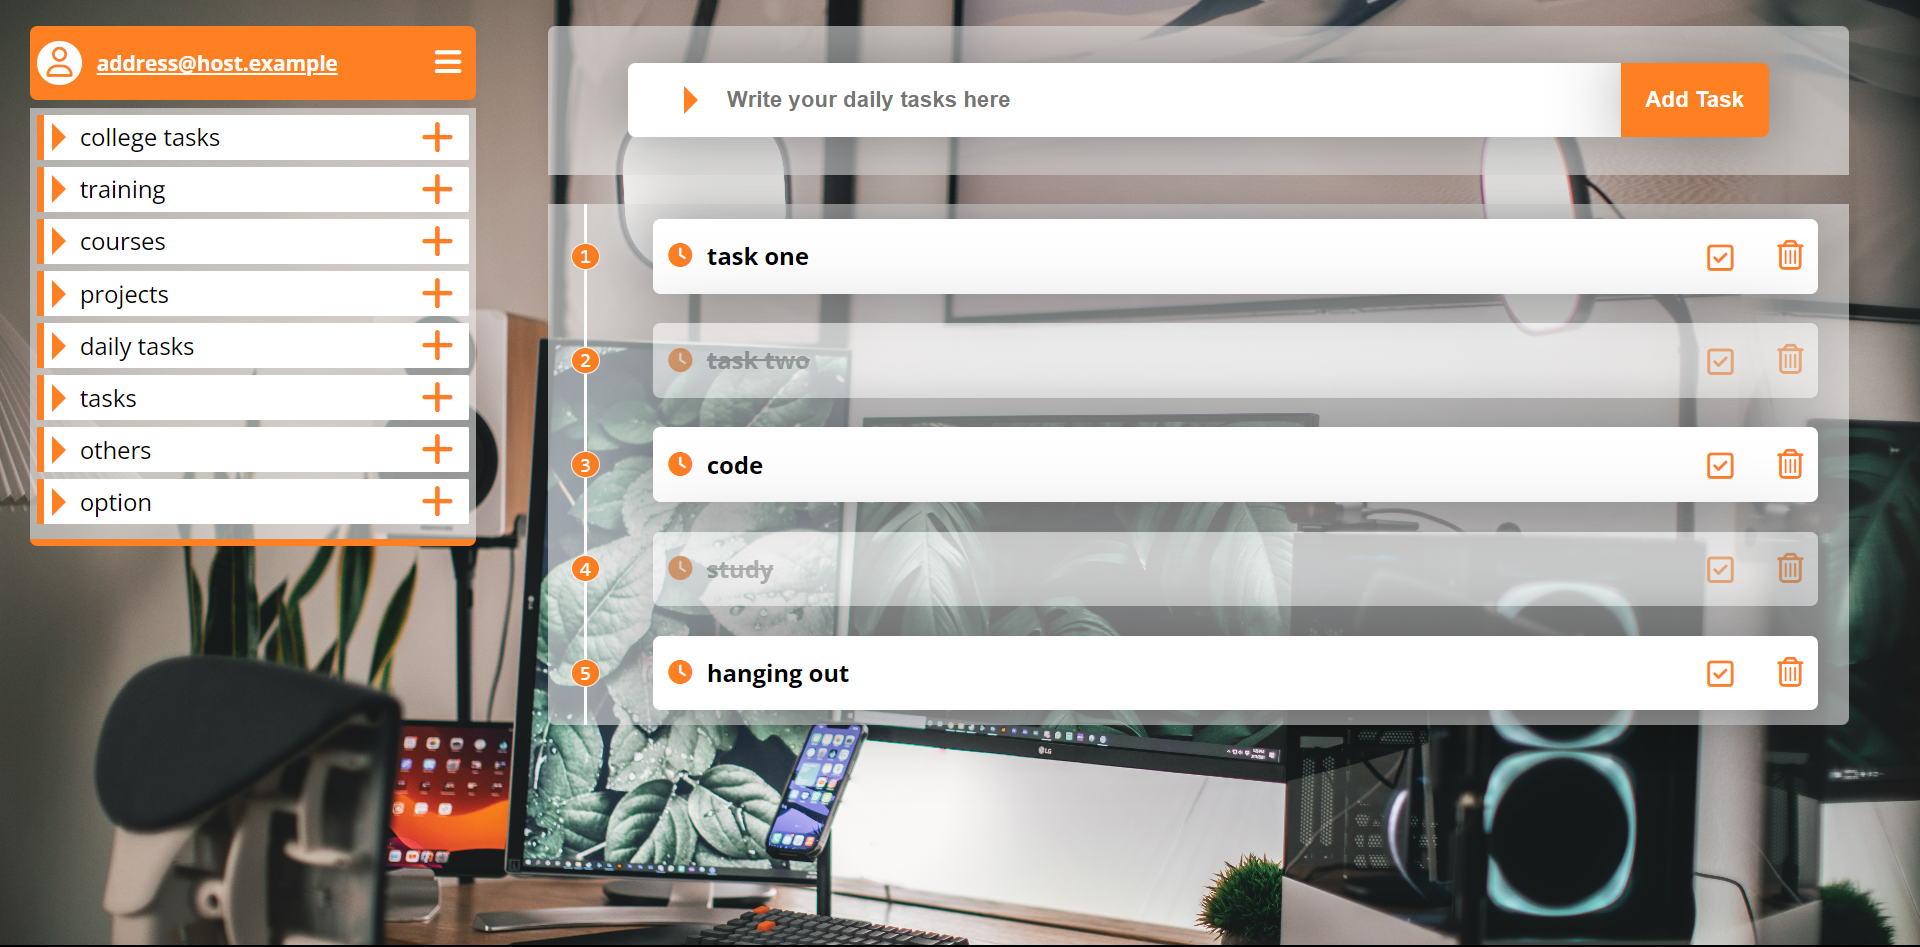 address@host.example
college tasks
training
courses
projects
daily tasks
tasks
others
option
Write your daily tasks here
Add Task
1
task one
2
task two
3
code
4
study
5
hanging out
LG